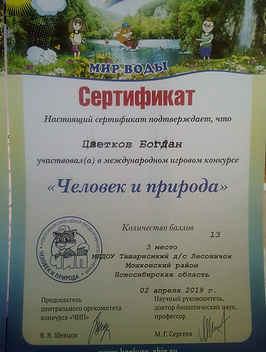 МИР ВОДЫ
Сертификат
Настоящий сертификат подтверждает, что
Цветков Богдан
участвовал(а) в международном игровом конкурсе
«Человек и природа»
Количество баллов 13
3 место
МКДОУ Ташаринский д/с Лесовичок
Мошковский район
Новосибирская область
ЧЕЛОВЕК И ПРИРОДА
02 апреля 2019 г.
Председатель
центрального оргкомитета
конкурса «ЧИП»
В. В. Шевцов
Научный руководитель,
доктор биологических наук,
профессор
М. Г. Сергеев